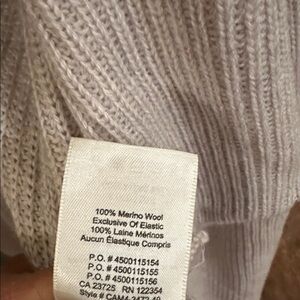 100% Merino Wool
Exclusive Of Elastic
100% Laine Mérinos
Aucun Élastique Compris
P.O. # 4500115154
P.O. # 4500115155
P.O. # 4500115156
CA 23725 RN 122354